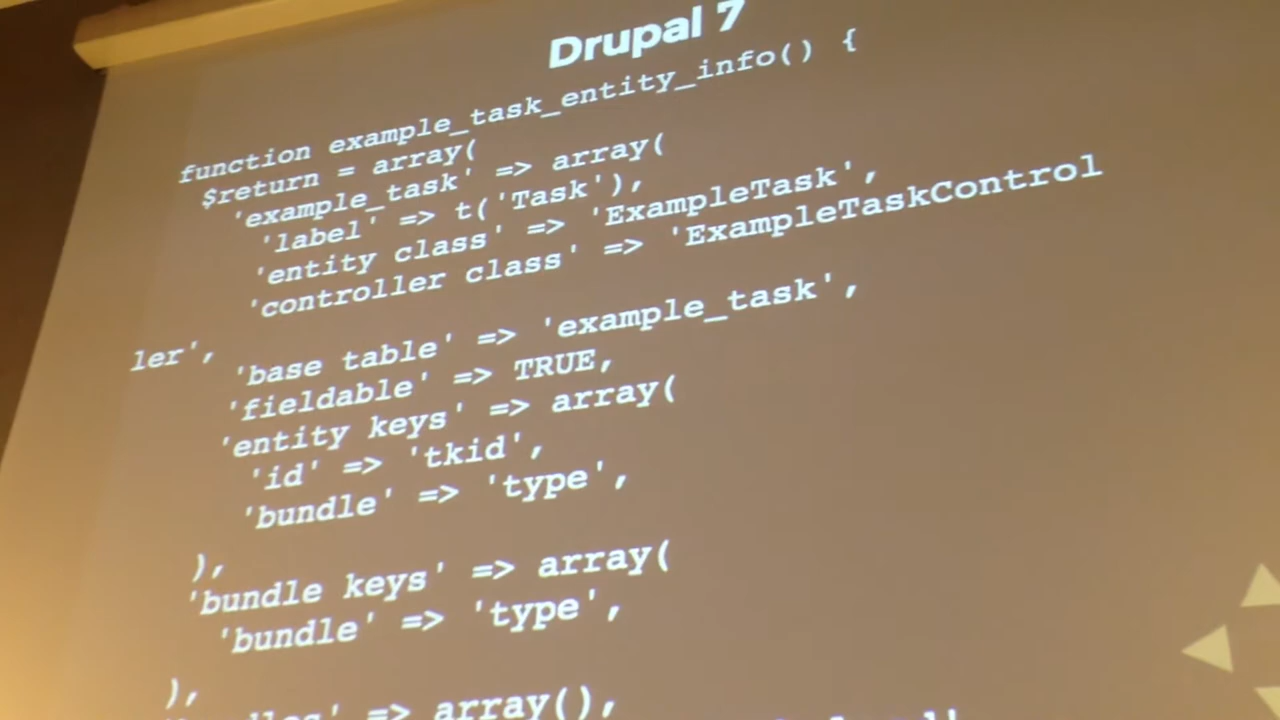 Drupal 7
function example_task_entity_info() {
$return = array(
'example_task' => array(
'label' => t('Task'),
'entity class' => 'ExampleTask',
'controller class' => 'ExampleTaskControl
ler',
'base table' => 'example_task',
'fieldable' => TRUE,
'entity keys' => array(
'id' => 'tkid',
'bundle' => 'type',
),
'bundle keys' => array(
'bundle' => 'type',
),
=> array(),